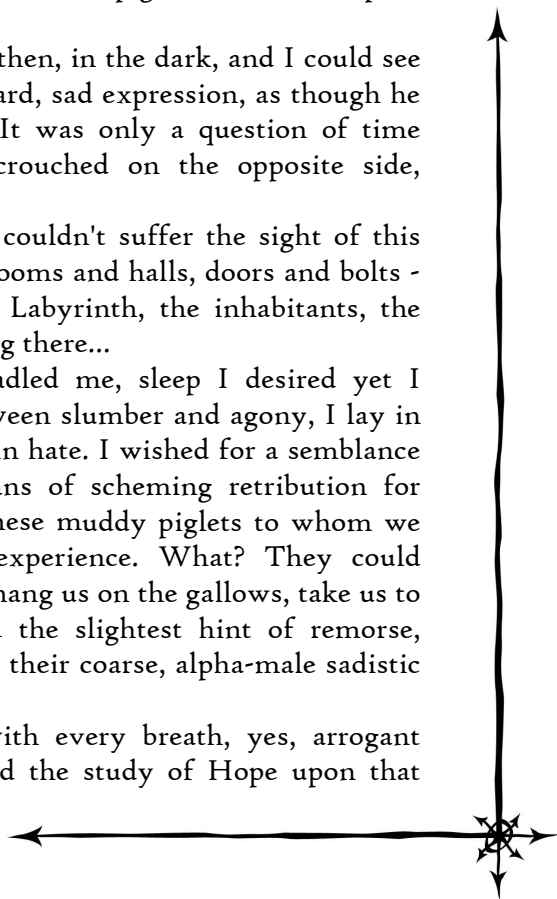 then, in the dark, and I could see
ard, sad expression, as though he
It was only a question of time
crouched on the opposite side,
couldn't suffer the sight of this
ooms and halls, doors and bolts -
Labyrinth, the inhabitants, the
g there...
adled me, sleep I desired yet I
ween slumber and agony, I lay in
in hate. I wished for a semblance
ans of scheming retribution for
hese muddy piglets to whom we
experience. What? They could
hang us on the gallows, take us to
the slightest hint of remorse,
their coarse, alpha-male sadistic
with every breath, yes, arrogant
d the study of Hope upon that